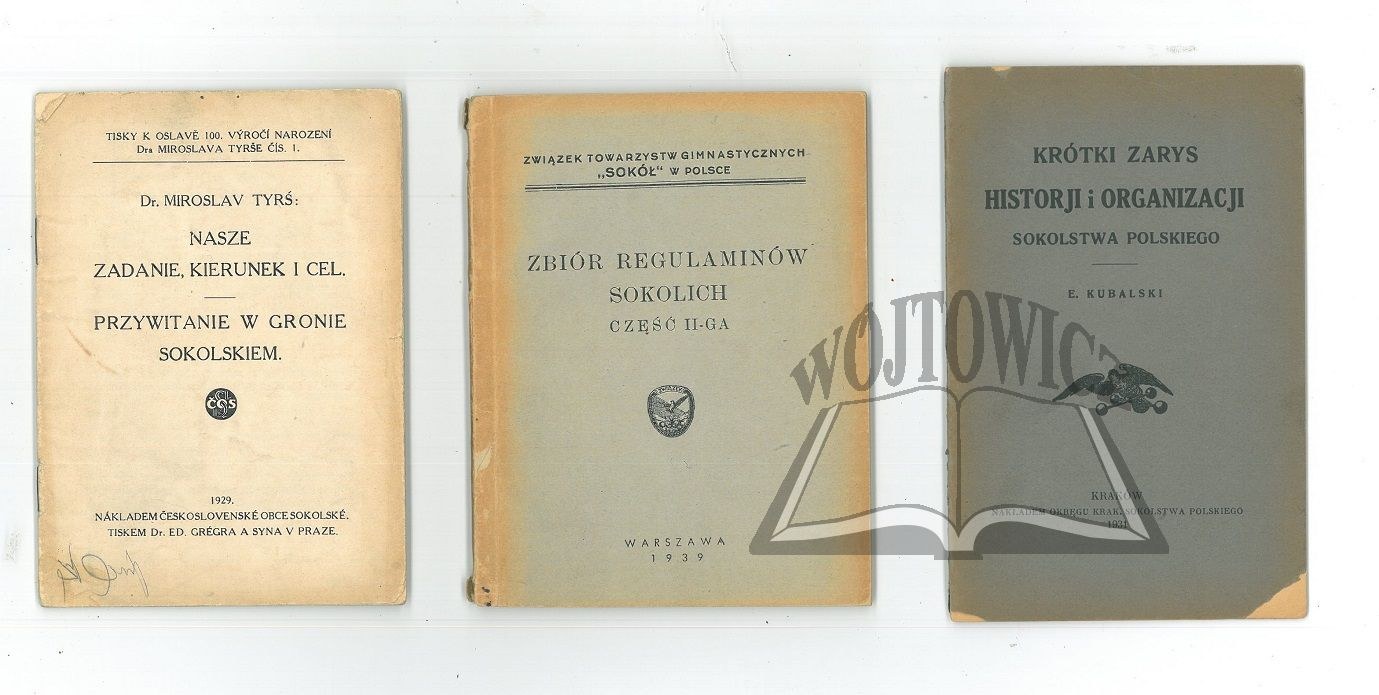 TISKY K OSLAVĚ 100. VÝROČÍ NAROZENÍ
Dra MIROSLAVA TYRŠE ČÍS. 1.
Dr. MIROSLAV TYRŚ:
NASZE
ZADANIE, KIERUNEK I CEL.
PRZYWITANIE W GRONIE
SOKOLSKIEM.
ČOS
1929.
NÁKLADEM ČESKOSLOVENSKÉ OBCE SOKOLSKÉ.
TISKEM Dr. ED. GRÉGRA A SYNA V PRAZE.
ZWIĄZEK TOWARZYSTW GIMNASTYCZNYCH
„SOKÓŁ" W POLSCE
ZBIÓR REGULAMINÓW
SOKOLICH
CZĘŚĆ II-GA
WARSZAWA
1939
KRÓTKI ZARYS
HISTORJI i ORGANIZACJI
SOKOLSTWA POLSKIEGO
E. KUBALSKI
KRAKÓW
NAKŁADEM OKRĘGU KRAK. SOKOLSTWA POLSKIEGO
1931
WÓJTOWICZ